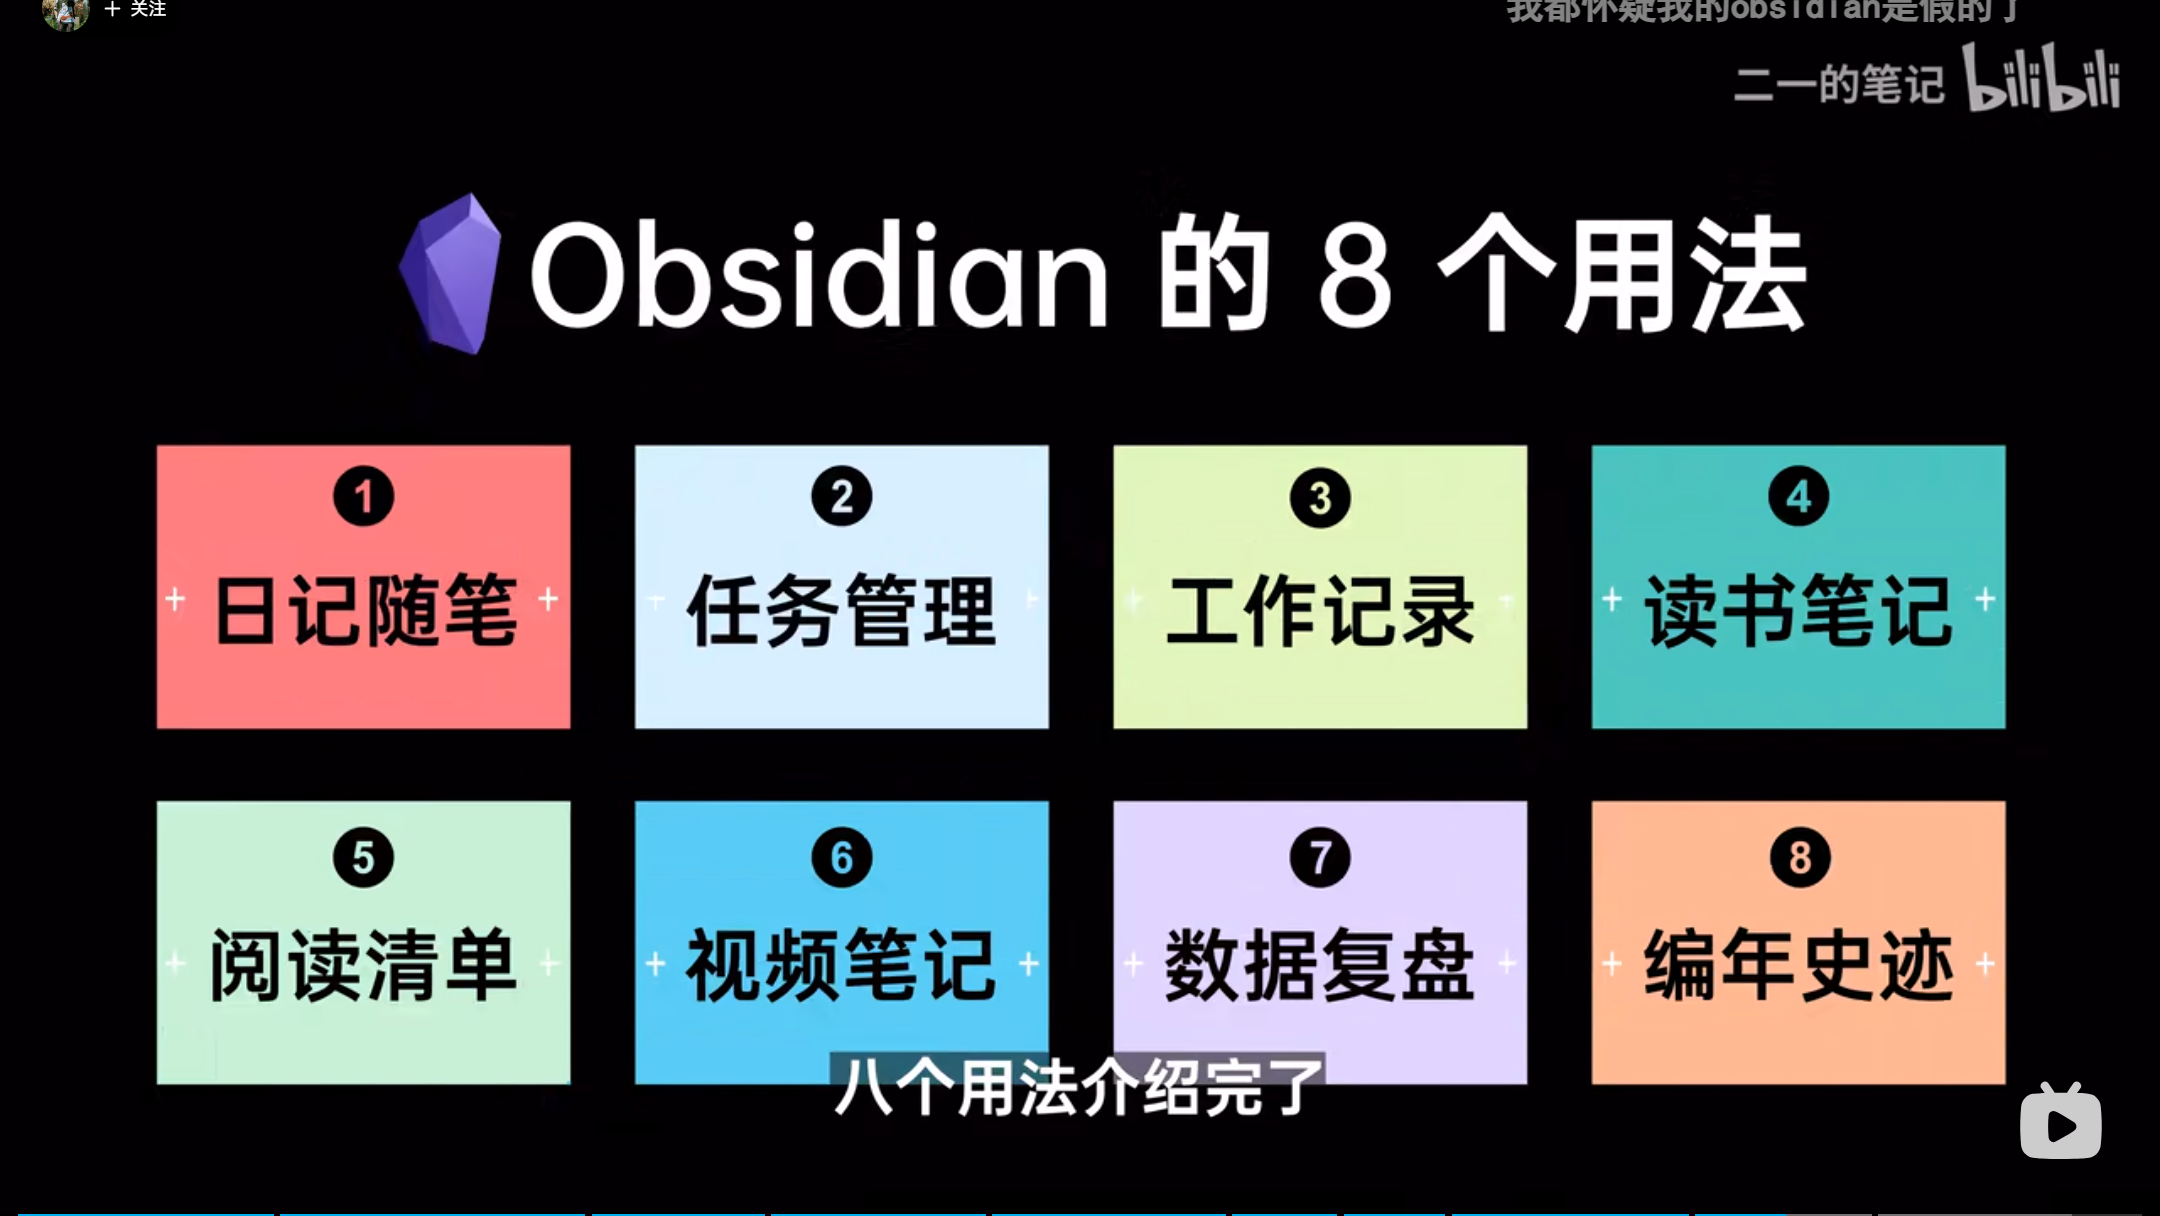 + 关注
我都怀疑我的obsidian是假的了
二一的笔记 bilibili
Obsidian 的 8 个用法
1
日记随笔
2
任务管理
3
工作记录
4
读书笔记
5
阅读清单
6
视频笔记
7
数据复盘
8
编年史迹
八个用法介绍完了